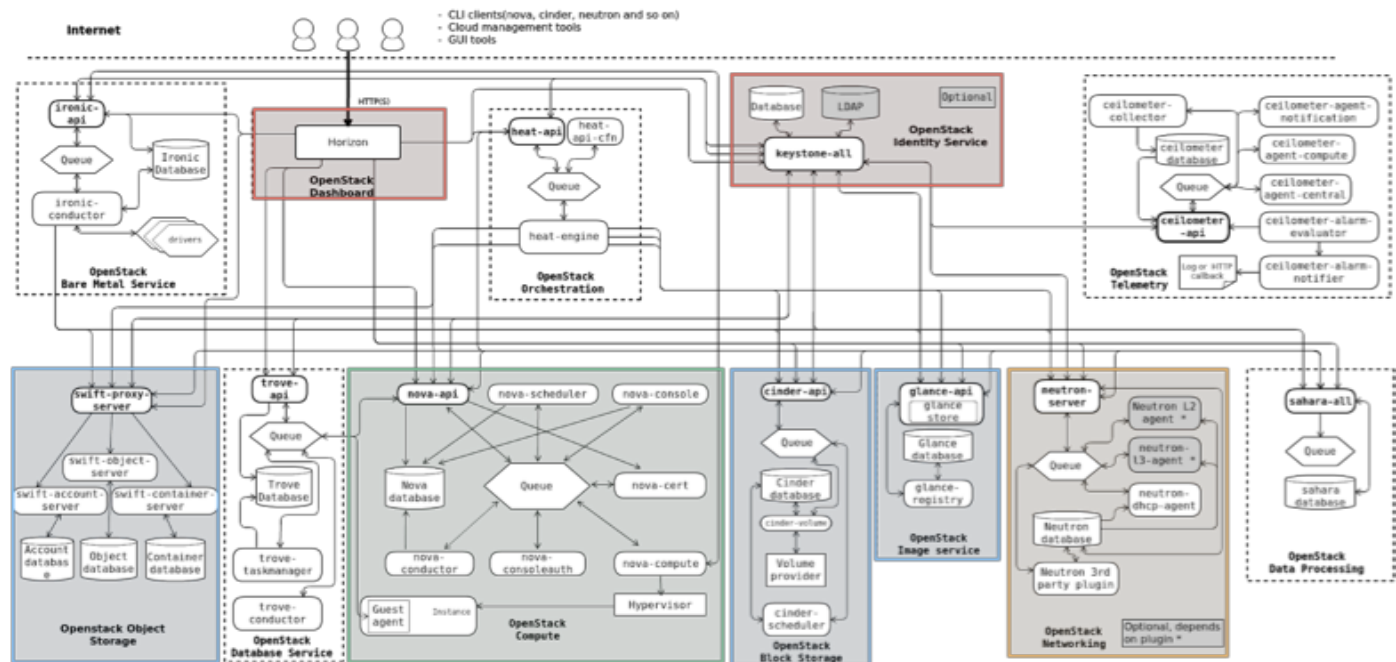 Internet
- CLI clients(nova, cinder, neutron and so on)
- Cloud management tools
- GUI tools
HTTP(S)
ironic-
api
Queue
Ironic
Database
ironic-
conductor
drivers
OpenStack
Bare Metal Service
Horizon
OpenStack
Dashboard
heat-api
heat-
api-cfn
Queue
heat-engine
OpenStack
Orchestration
Database
LDAP
Optional
OpenStack
Identity Service
keystone-all
ceilometer-
collector
ceilometer-agent-
notification
ceilometer
database
ceilometer-
agent-compute
Queue
ceilometer-
agent-central
ceilometer
-api
ceilometer-alarm-
evaluator
Log or HTTP
callback
ceilometer-alarm-
notifier
OpenStack
Telemetry
swift-proxy-
server
swift-object-
server
swift-account-
server
swift-container-
server
Account
databas
e
Object
database
Container
database
Openstack Object
Storage
trove-
api
Queue
Trove
Database
trove-
taskmanager
trove-
conductor
OpenStack
Database Service
nova-api
nova-scheduler
nova-console
Nova
database
Queue
nova-cert
nova-
conductor
nova-
consoleauth
nova-compute
Guest
agent
Instance
Hypervisor
OpenStack
Compute
cinder-api
Queue
Cinder
database
cinder-volume
Volume
provider
cinder-
scheduler
OpenStack
Block Storage
glance-api
glance
store
Glance
database
glance-
registry
OpenStack
Image service
neutron-
server
Neutron L2
agent *
Queue
neutron-
l3-agent *
neutron-
dhcp-agent
Neutron
database
Neutron 3rd
party plugin
OpenStack
Networking
Optional, depends
on plugin *
sahara-all
Queue
sahara
database
OpenStack
Data Processing